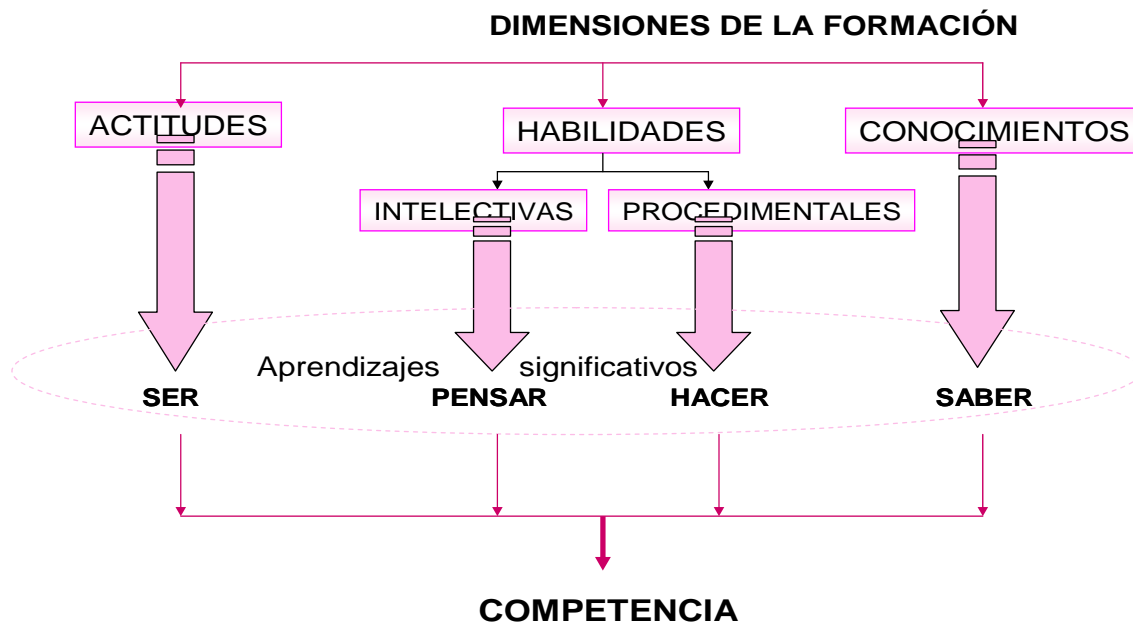 DIMENSIONES DE LA FORMACIÓN
ACTITUDES
HABILIDADES
CONOCIMIENTOS
INTELECTIVAS
PROCEDIMENTALES
Aprendizajes significativos
SER
PENSAR
HACER
SABER
COMPETENCIA